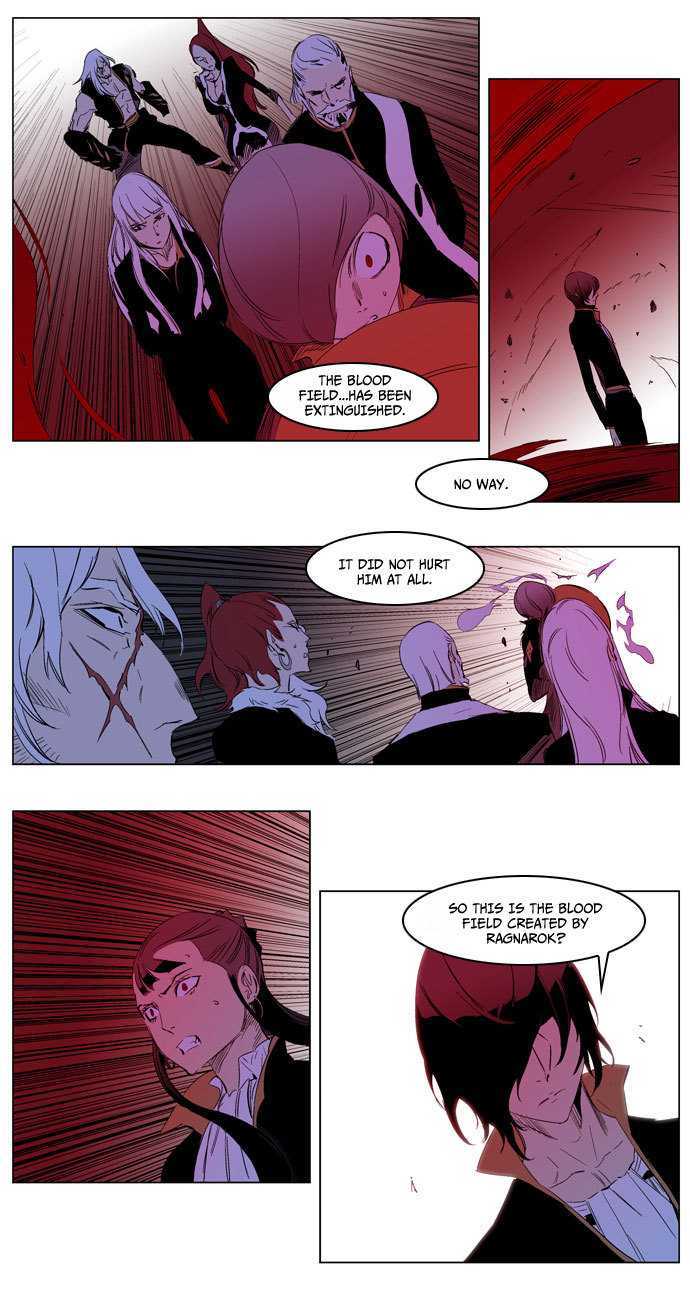 THE BLOOD
FIELD...HAS BEEN
EXTINGUISHED.
NO WAY.
IT DID NOT HURT
HIM AT ALL.
SO THIS IS THE BLOOD
FIELD CREATED BY
RAGNAROK?